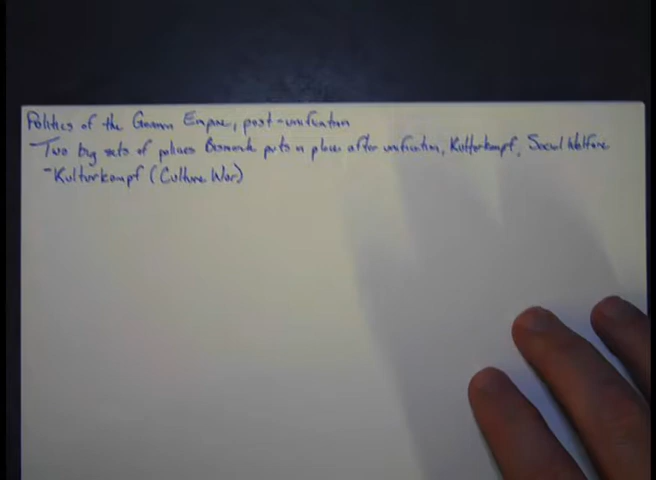 Politics of the German Empire, post-unification
Two big sets of policies Bismarck puts in place after unification, Kulturkampf, Social Welfare
-Kulturkampf (Culture War)